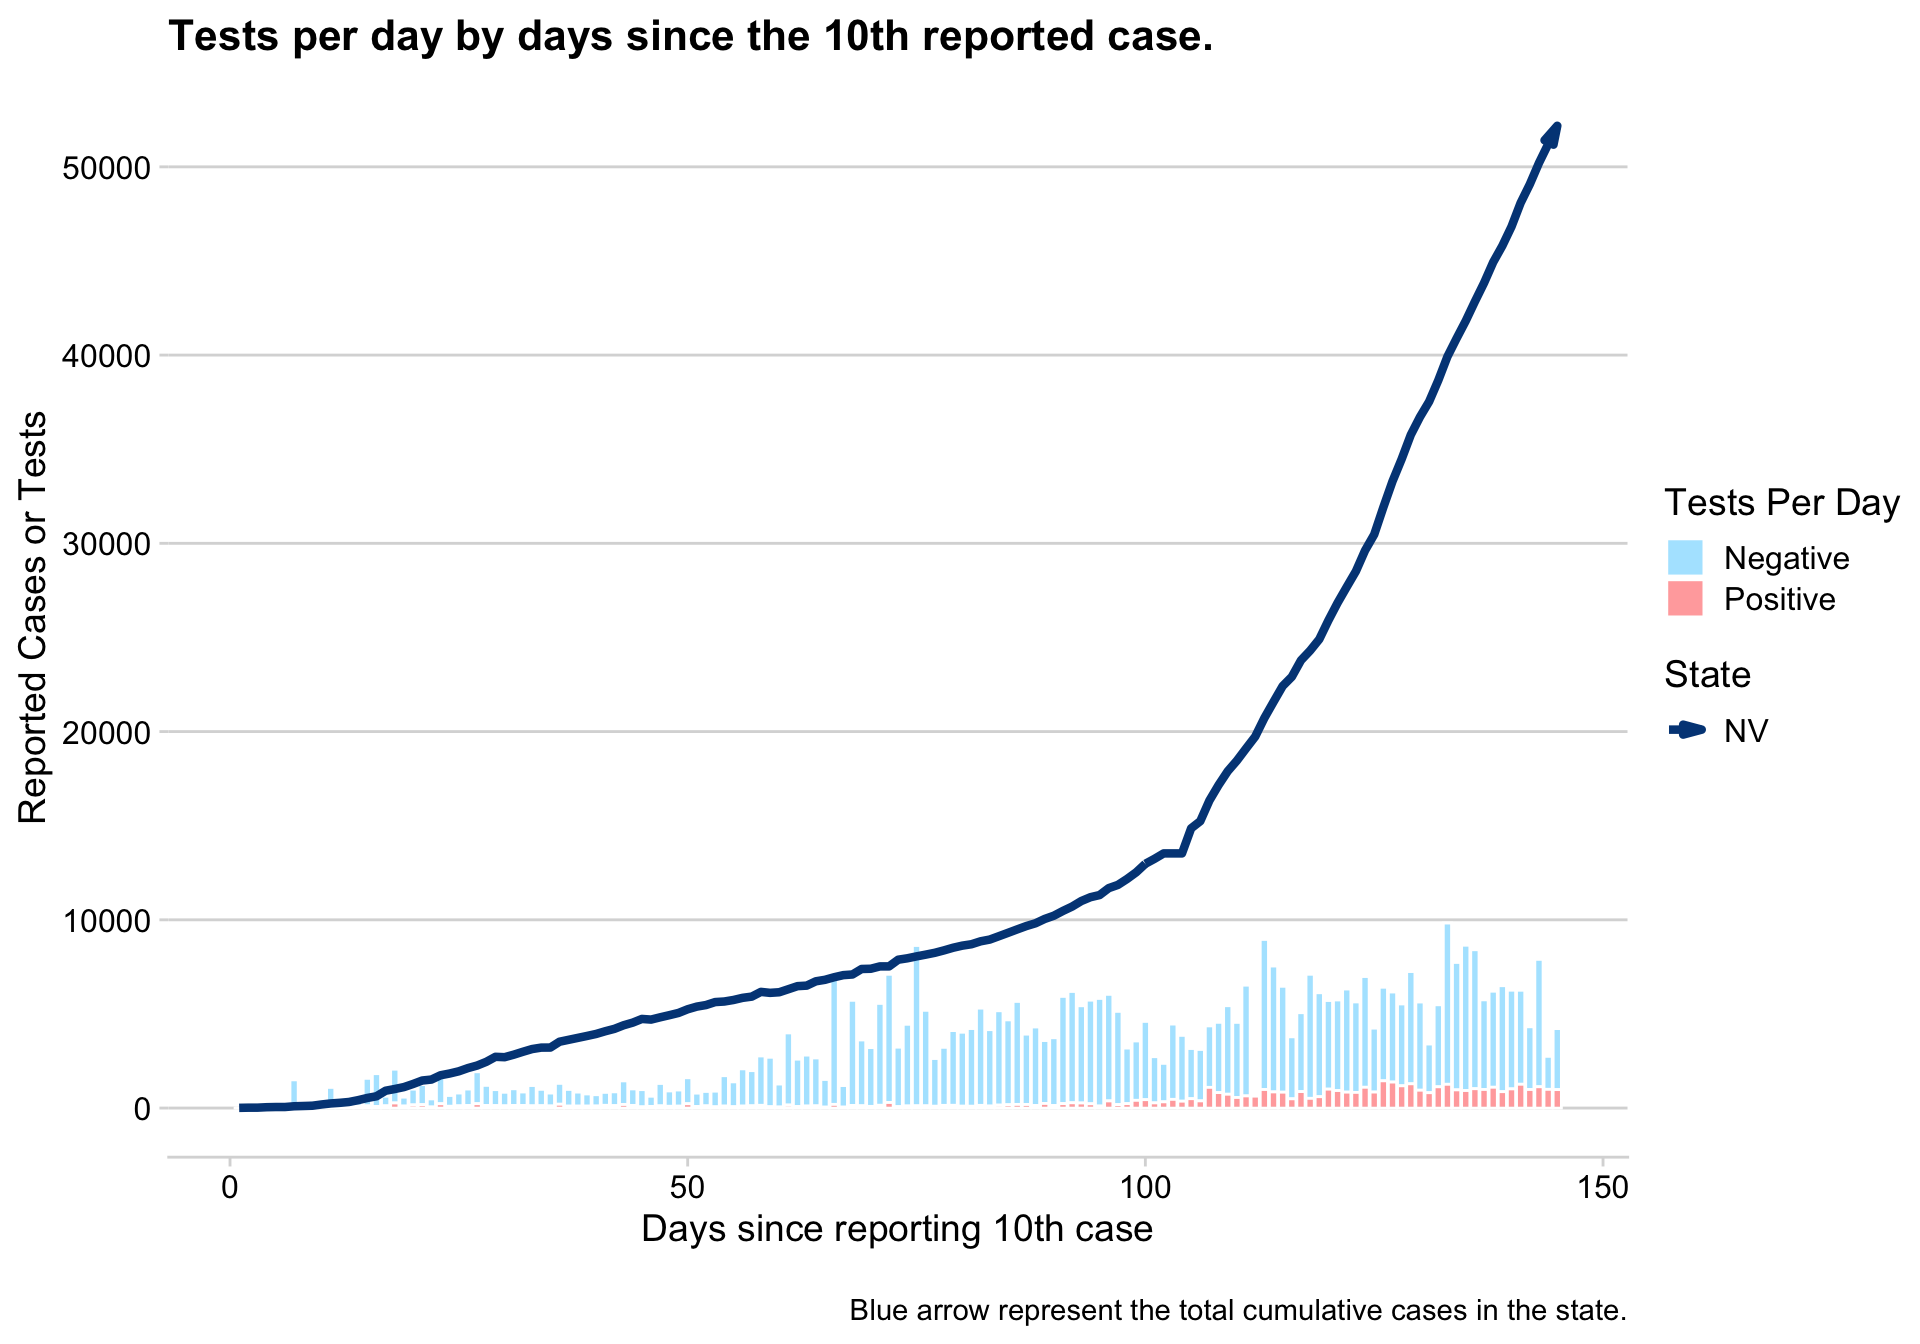 Tests per day by days since the 10th reported case.
50000
40000
30000
20000
10000
0
Reported Cases or Tests
0
50
100
150
Days since reporting 10th case
Tests Per Day
Negative
Positive
State
NV
Blue arrow represent the total cumulative cases in the state.